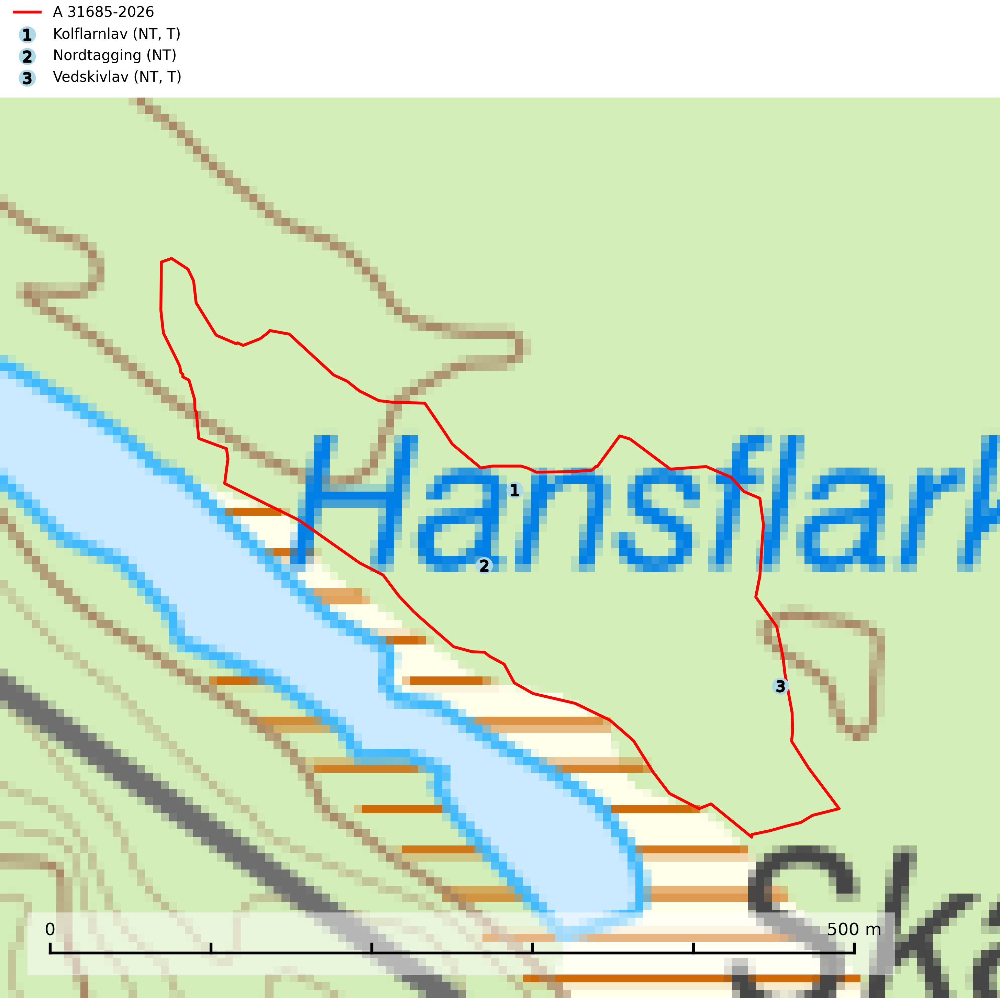 A 31685-2026
1 Kolflarnlav (NT, T)
2 Nordtagging (NT)
3 Vedskivlav (NT, T)
1
2
3
0
500 m